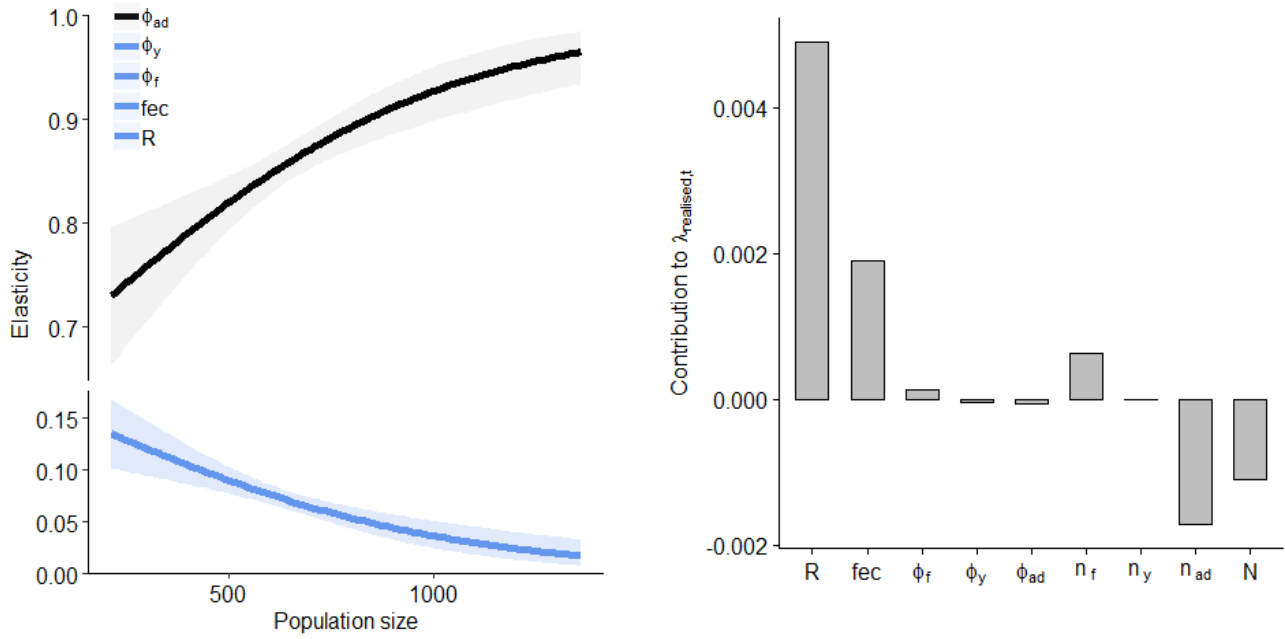 ϕad
ϕy
ϕf
fec
R
1.0
0.9
0.8
0.7
0.15
0.10
0.05
0.00
Elasticity
500 1000
Population size
0.004
0.002
0.000
-0.002
Contribution to λrealised,t
R fec ϕf ϕy ϕad nf ny nad N